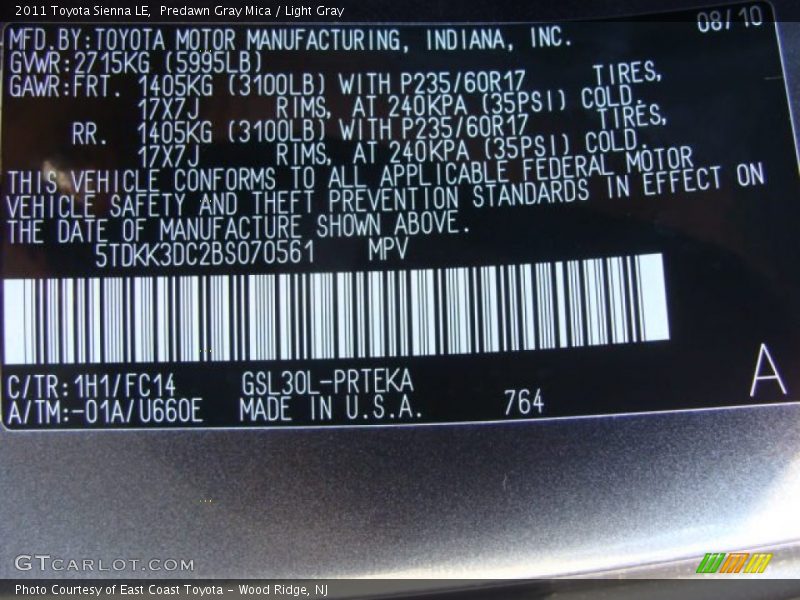 2011 Toyota Sienna LE, Predawn Gray Mica / Light Gray
08/10
MFD.BY:TOYOTA MOTOR MANUFACTURING, INDIANA, INC.
GVWR:2715KG (5995LB)
GAWR:FRT. 1405KG (3100LB) WITH P235/60R17 TIRES,
17X7J RIMS, AT 240KPA (35PSI) COLD.
RR. 1405KG (3100LB) WITH P235/60R17 TIRES,
17X7J RIMS, AT 240KPA (35PSI) COLD.
THIS VEHICLE CONFORMS TO ALL APPLICABLE FEDERAL MOTOR
VEHICLE SAFETY AND THEFT PREVENTION STANDARDS IN EFFECT ON
THE DATE OF MANUFACTURE SHOWN ABOVE.
5TDKK3DC2BS070561 MPV
C/TR:1H1/FC14 GSL30L-PRTEKA
A/TM:-01A/U660E MADE IN U.S.A. 764
A
GTCARLOT.COM
Photo Courtesy of East Coast Toyota - Wood Ridge, NJ